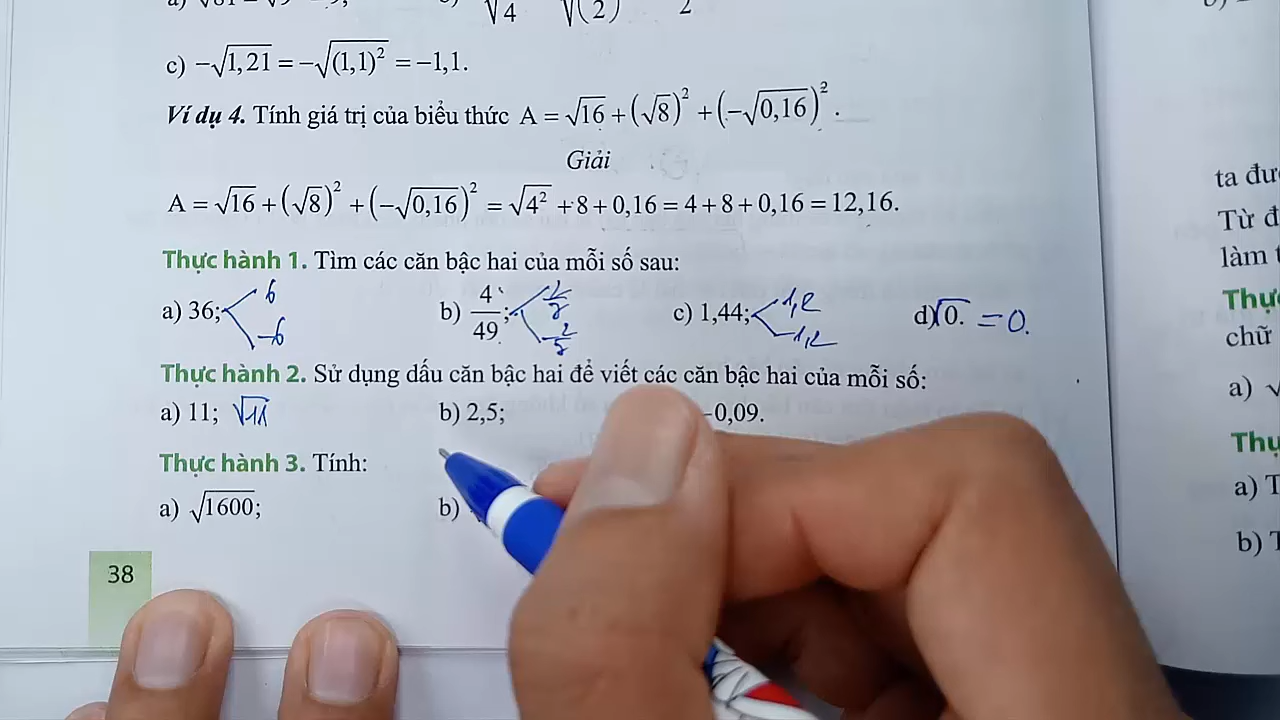 c) −√1,21 = −√(1,1)² = −1,1.
Ví dụ 4. Tính giá trị của biểu thức A = √16 + (√8)² + (−√0,16)².
Giải
A = √16 + (√8)² + (−√0,16)² = √4² + 8 + 0,16 = 4 + 8 + 0,16 = 12,16.
Thực hành 1. Tìm các căn bậc hai của mỗi số sau:
a) 36; 6 −6 b) 4/49; c) 1,44; 1,2 −1,2 d) √0. = 0.
Thực hành 2. Sử dụng dấu căn bậc hai để viết các căn bậc hai của mỗi số:
a) 11; √11 b) 2,5; −0,09.
Thực hành 3. Tính:
a) √1600; b)
38
ta đư
Từ đ
làm
Thự
chữ
a) √
Thự
a) T
b) T